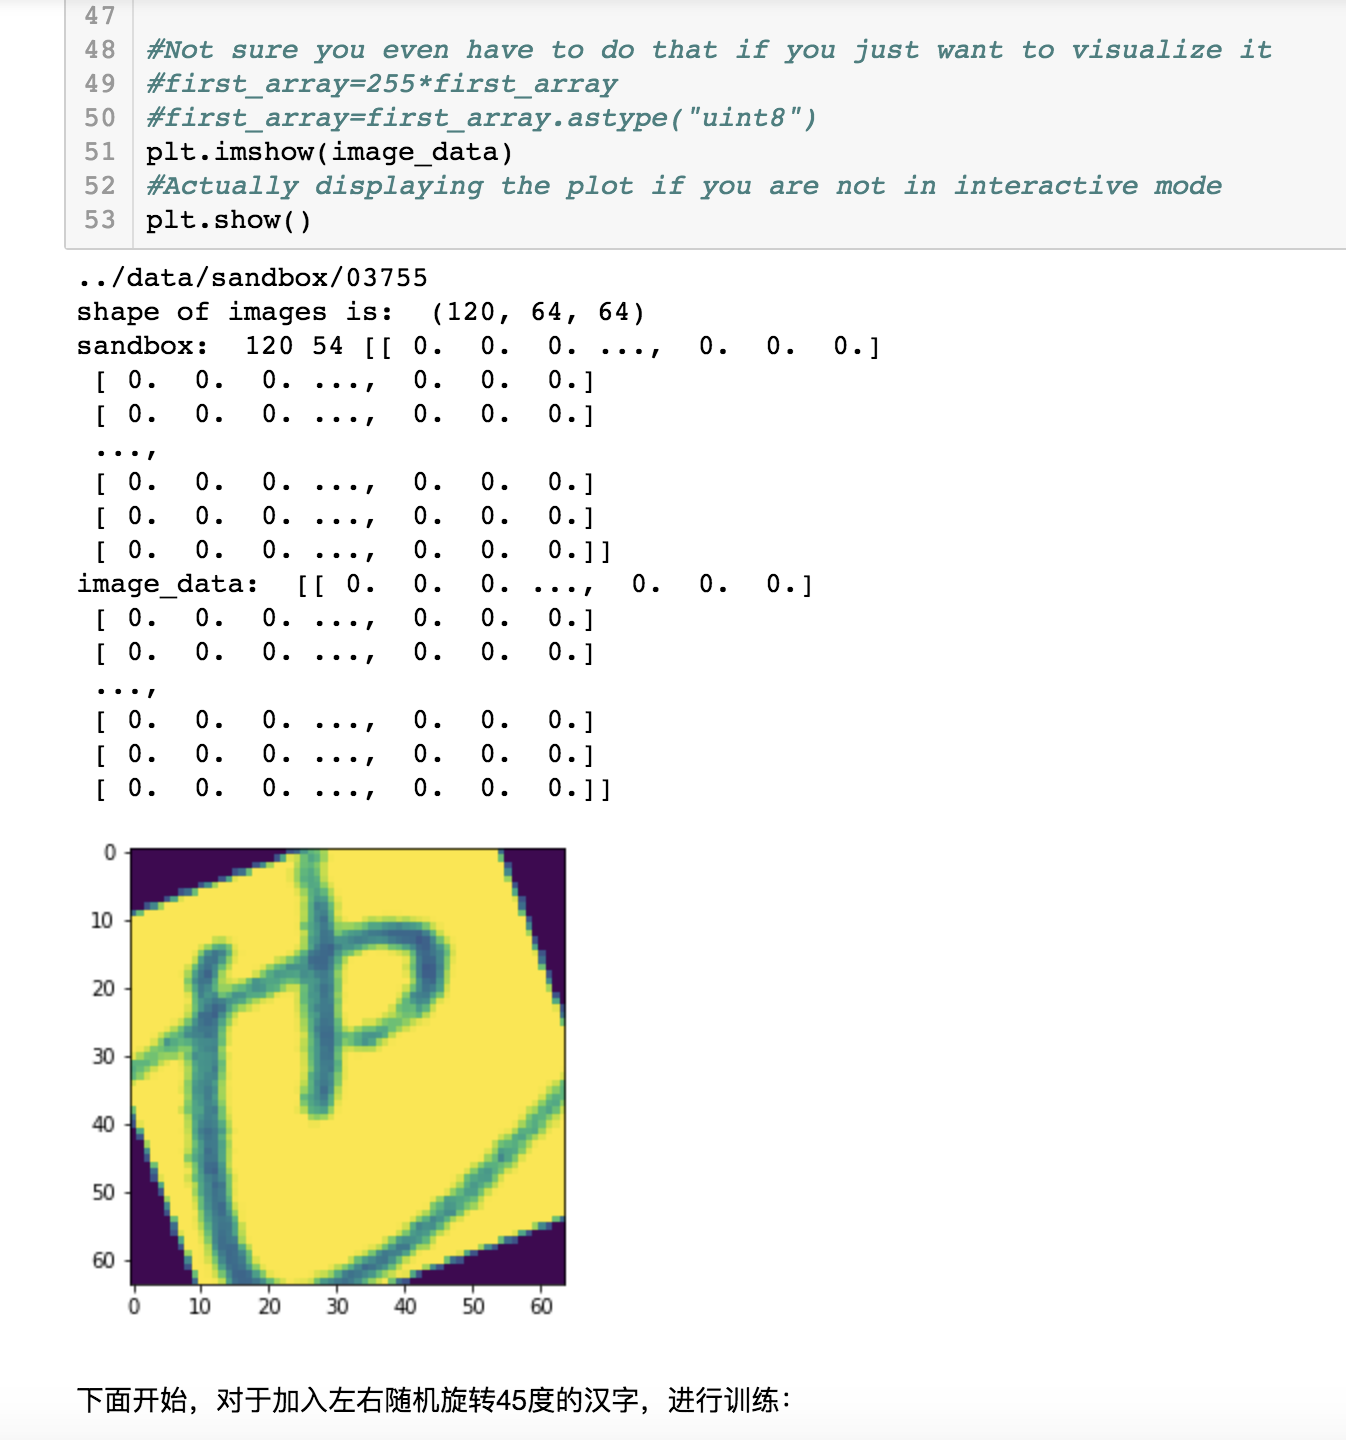 47
48 #Not sure you even have to do that if you just want to visualize it
49 #first_array=255*first_array
50 #first_array=first_array.astype("uint8")
51 plt.imshow(image_data)
52 #Actually displaying the plot if you are not in interactive mode
53 plt.show()
../data/sandbox/03755
shape of images is:  (120, 64, 64)
sandbox:  120 54 [[ 0.  0.  0. ...,  0.  0.  0.]
 [ 0.  0.  0. ...,  0.  0.  0.]
 [ 0.  0.  0. ...,  0.  0.  0.]
 ...,
 [ 0.  0.  0. ...,  0.  0.  0.]
 [ 0.  0.  0. ...,  0.  0.  0.]
 [ 0.  0.  0. ...,  0.  0.  0.]]
image_data:  [[ 0.  0.  0. ...,  0.  0.  0.]
 [ 0.  0.  0. ...,  0.  0.  0.]
 [ 0.  0.  0. ...,  0.  0.  0.]
 ...,
 [ 0.  0.  0. ...,  0.  0.  0.]
 [ 0.  0.  0. ...,  0.  0.  0.]
 [ 0.  0.  0. ...,  0.  0.  0.]]
0
10
20
30
40
50
60
0 10 20 30 40 50 60
下面开始，对于加入左右随机旋转45度的汉字，进行训练：